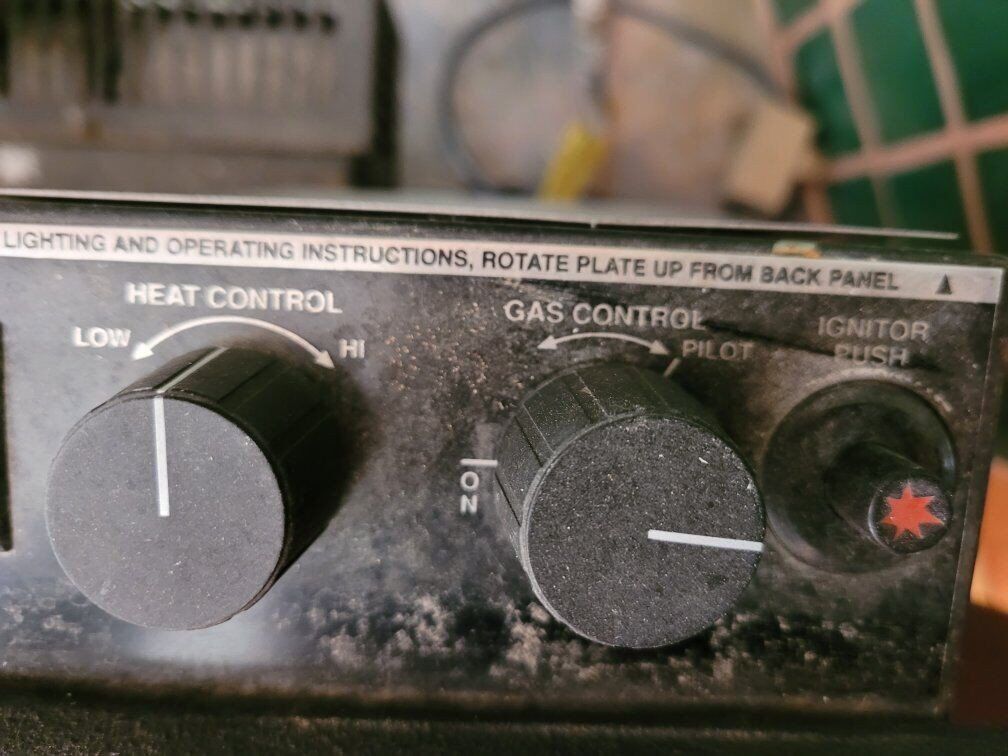 LIGHTING AND OPERATING INSTRUCTIONS, ROTATE PLATE UP FROM BACK PANEL
HEAT CONTROL
LOW
HI
GAS CONTROL
PILOT
ON
IGNITOR
PUSH